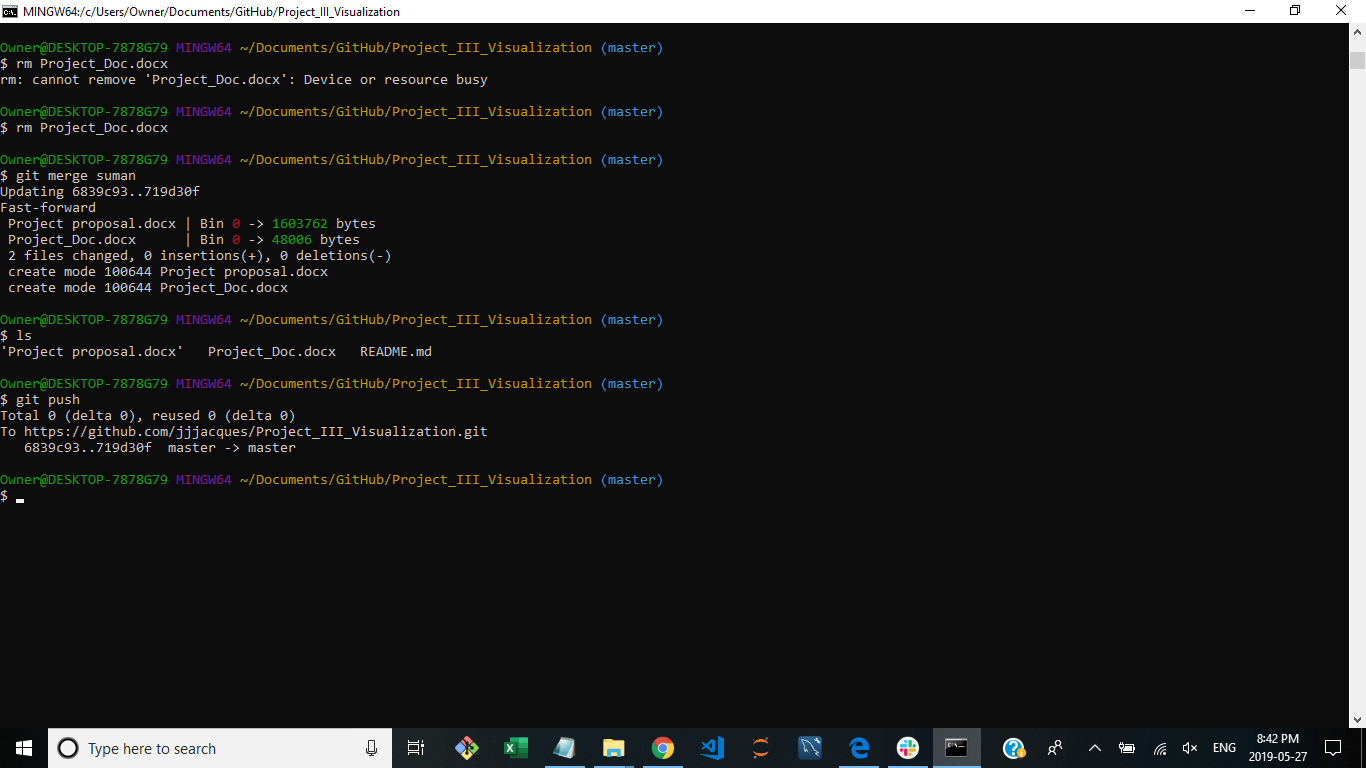 MINGW64:/c/Users/Owner/Documents/GitHub/Project_III_Visualization
Owner@DESKTOP-7878G79 MINGW64 ~/Documents/GitHub/Project_III_Visualization (master)
$ rm Project_Doc.docx
rm: cannot remove 'Project_Doc.docx': Device or resource busy
Owner@DESKTOP-7878G79 MINGW64 ~/Documents/GitHub/Project_III_Visualization (master)
$ rm Project_Doc.docx
Owner@DESKTOP-7878G79 MINGW64 ~/Documents/GitHub/Project_III_Visualization (master)
$ git merge suman
Updating 6839c93..719d30f
Fast-forward
 Project proposal.docx | Bin 0 -> 1603762 bytes
 Project_Doc.docx      | Bin 0 -> 48006 bytes
 2 files changed, 0 insertions(+), 0 deletions(-)
 create mode 100644 Project proposal.docx
 create mode 100644 Project_Doc.docx
Owner@DESKTOP-7878G79 MINGW64 ~/Documents/GitHub/Project_III_Visualization (master)
$ ls
'Project proposal.docx'   Project_Doc.docx   README.md
Owner@DESKTOP-7878G79 MINGW64 ~/Documents/GitHub/Project_III_Visualization (master)
$ git push
Total 0 (delta 0), reused 0 (delta 0)
To https://github.com/jjjacques/Project_III_Visualization.git
   6839c93..719d30f  master -> master
Owner@DESKTOP-7878G79 MINGW64 ~/Documents/GitHub/Project_III_Visualization (master)
$
Type here to search
ENG
8:42 PM
2019-05-27